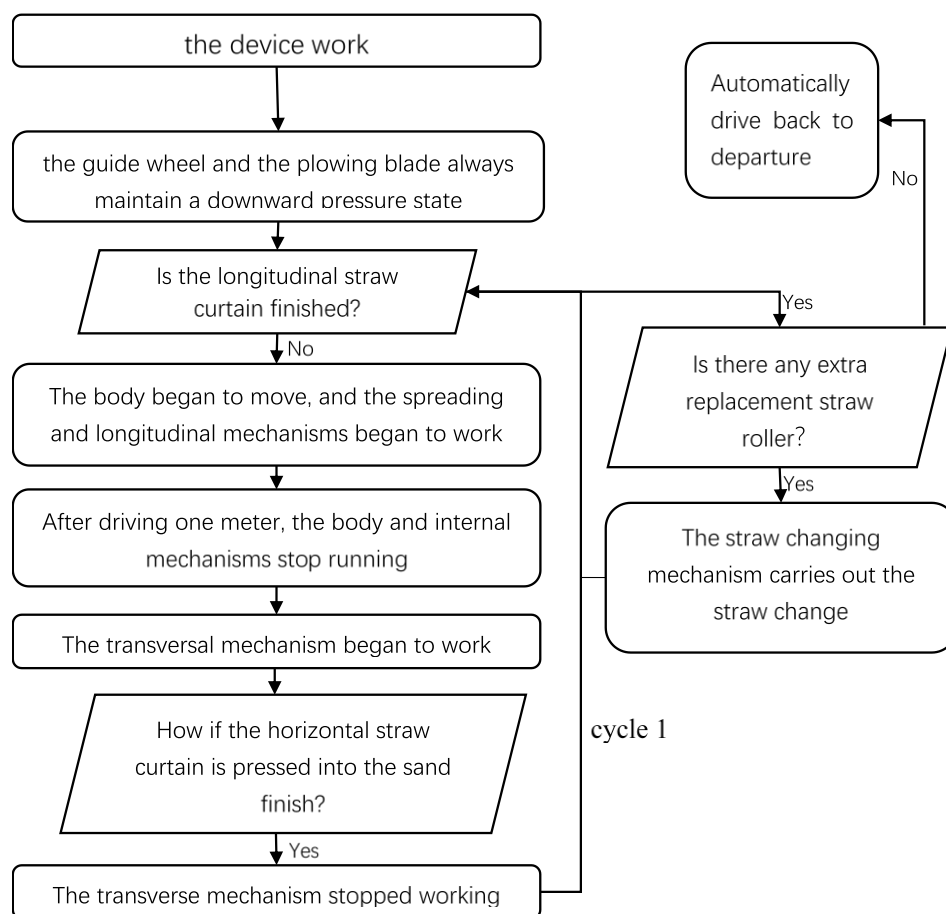 the device work
the guide wheel and the plowing blade always
maintain a downward pressure state
Is the longitudinal straw
curtain finished?
No
The body began to move, and the spreading
and longitudinal mechanisms began to work
After driving one meter, the body and internal
mechanisms stop running
The transversal mechanism began to work
How if the horizontal straw
curtain is pressed into the sand
finish?
Yes
The transverse mechanism stopped working
cycle 1
Yes
Is there any extra
replacement straw
roller?
Yes
The straw changing
mechanism carries out the
straw change
No
Automatically
drive back to
departure